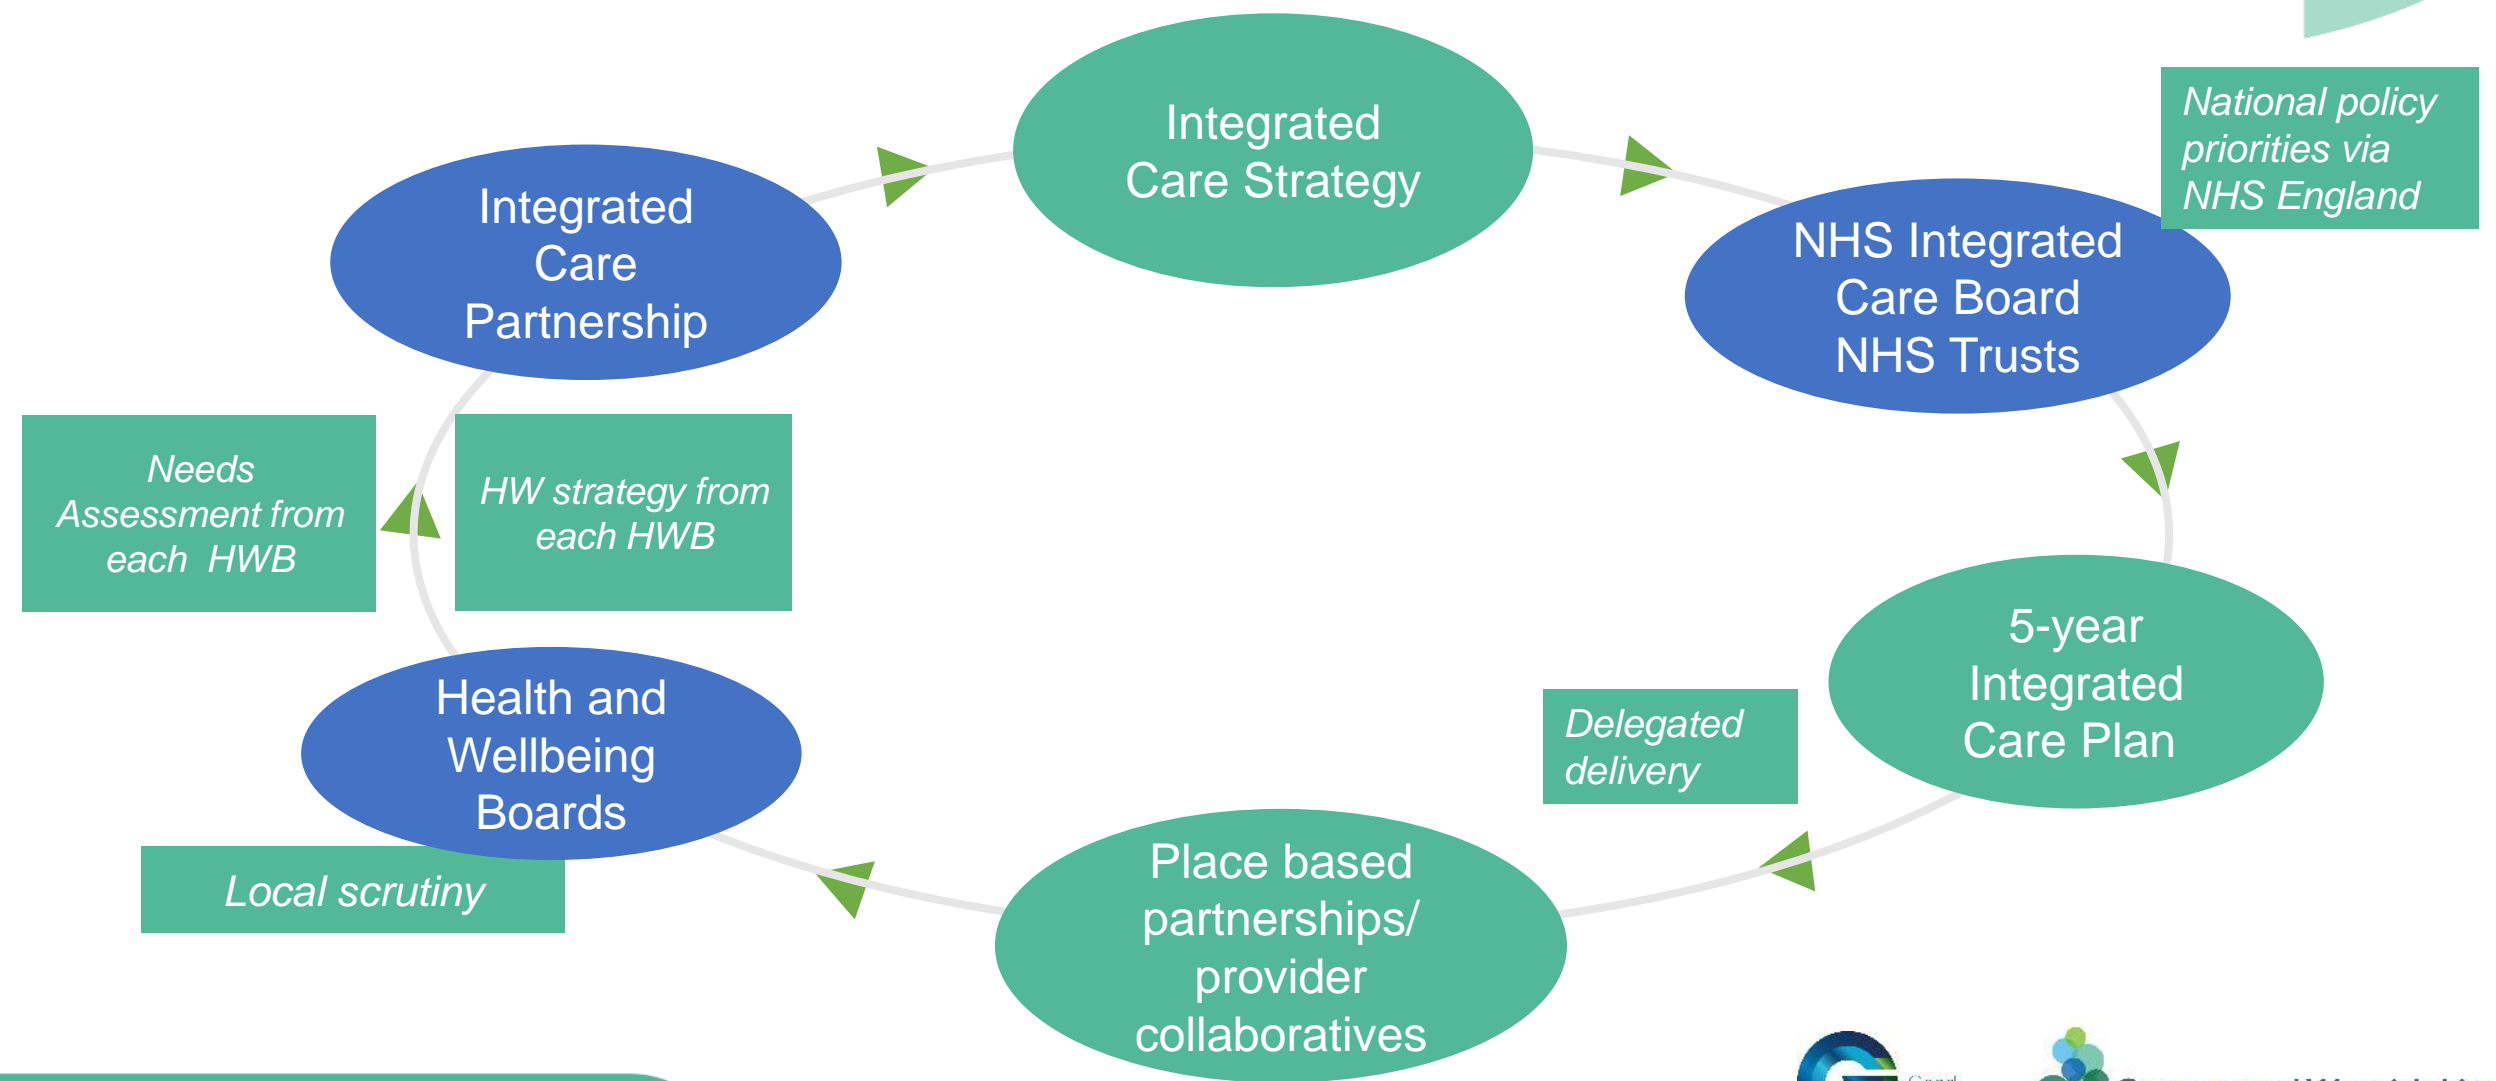 Integrated
Care Strategy
National policy
priorities via
NHS England
Integrated
Care
Partnership
NHS Integrated
Care Board
NHS Trusts
Needs
Assessment from
each HWB
HW strategy from
each HWB
5-year
Integrated
Care Plan
Health and
Wellbeing
Boards
Delegated
delivery
Place based
partnerships/
provider
collaboratives
Local scrutiny